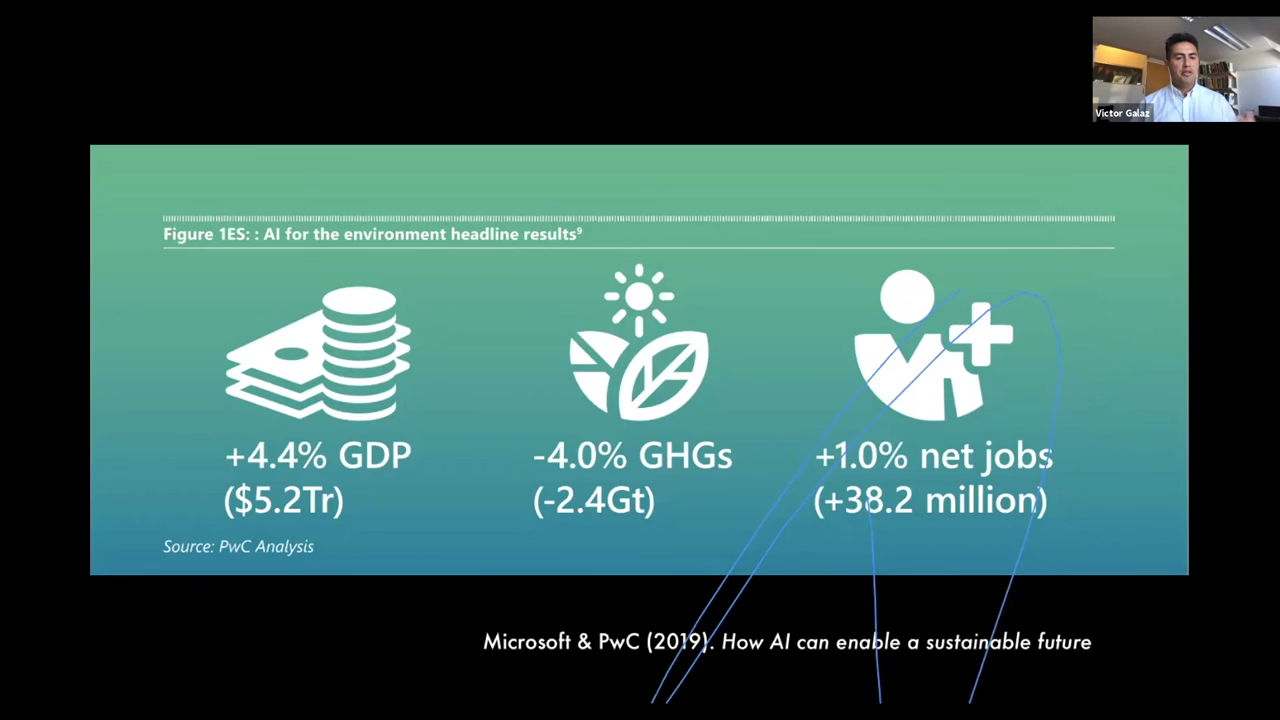 Victor Galaz
Figure 1ES: : AI for the environment headline results⁹
+4.4% GDP
($5.2Tr)
-4.0% GHGs
(-2.4Gt)
+1.0% net jobs
(+38.2 million)
Source: PwC Analysis
Microsoft & PwC (2019). How AI can enable a sustainable future